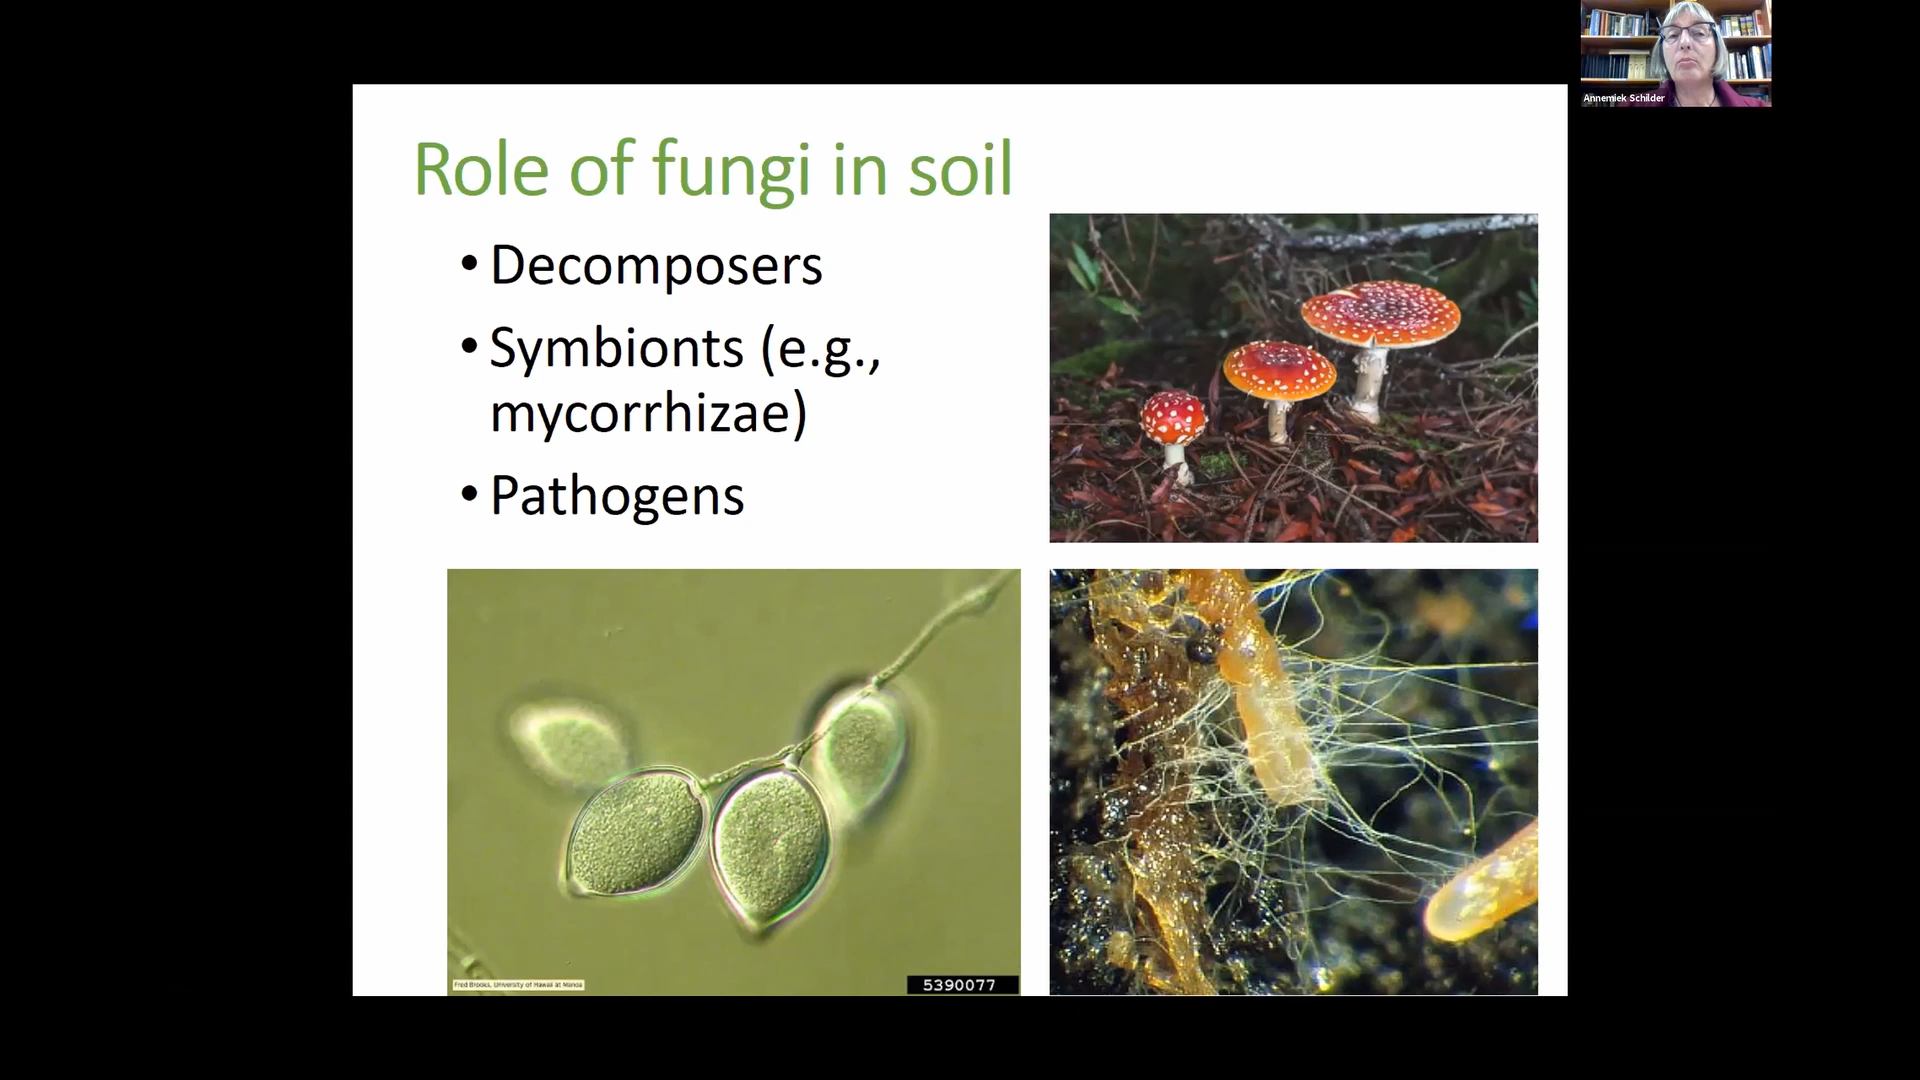 Annemiek Schilder
Role of fungi in soil
• Decomposers
• Symbionts (e.g.,
mycorrhizae)
• Pathogens
Fred Brooks, University of Hawaii at Manoa
5390077